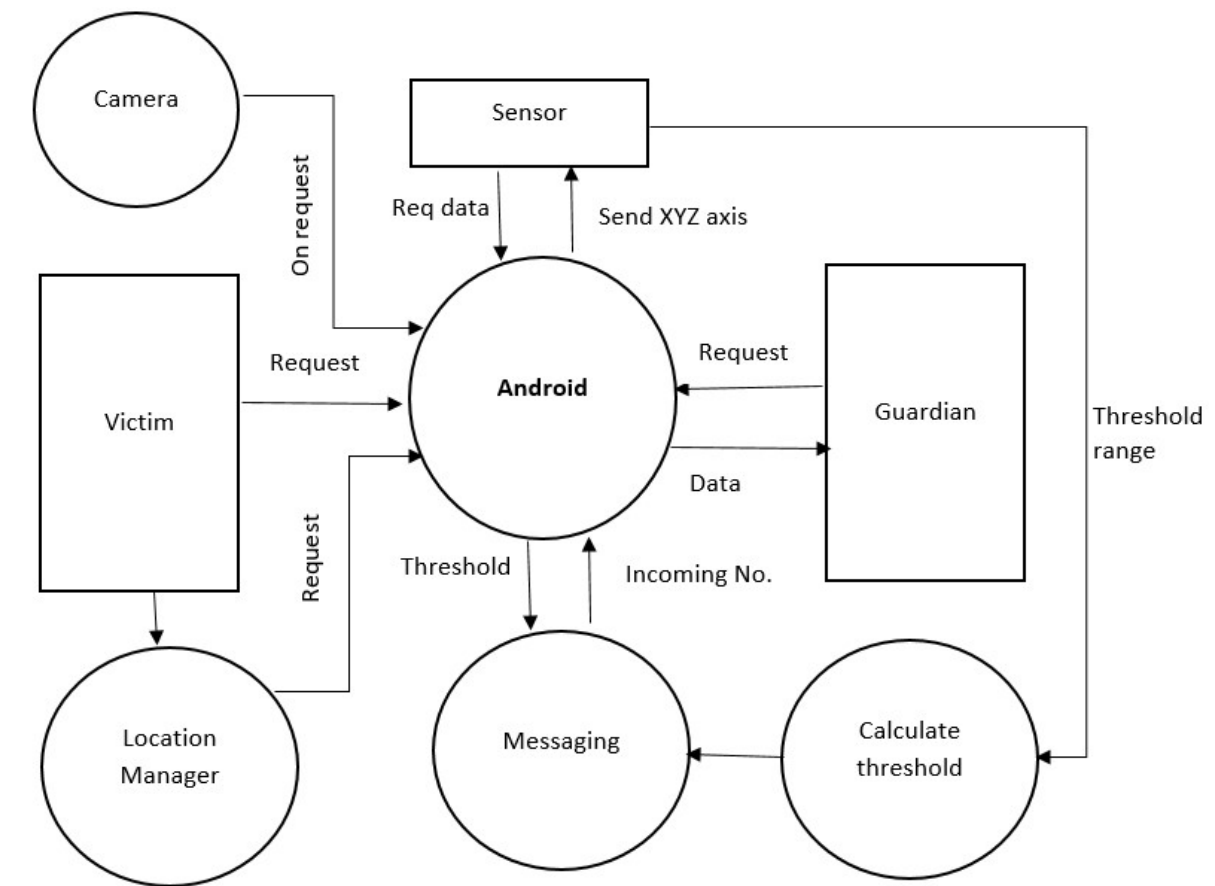 Camera
Sensor
On request
Req data
Send XYZ axis
Request
Request
Android
Victim
Guardian
Threshold
range
Data
Request
Threshold
Incoming No.
Location
Manager
Messaging
Calculate
threshold